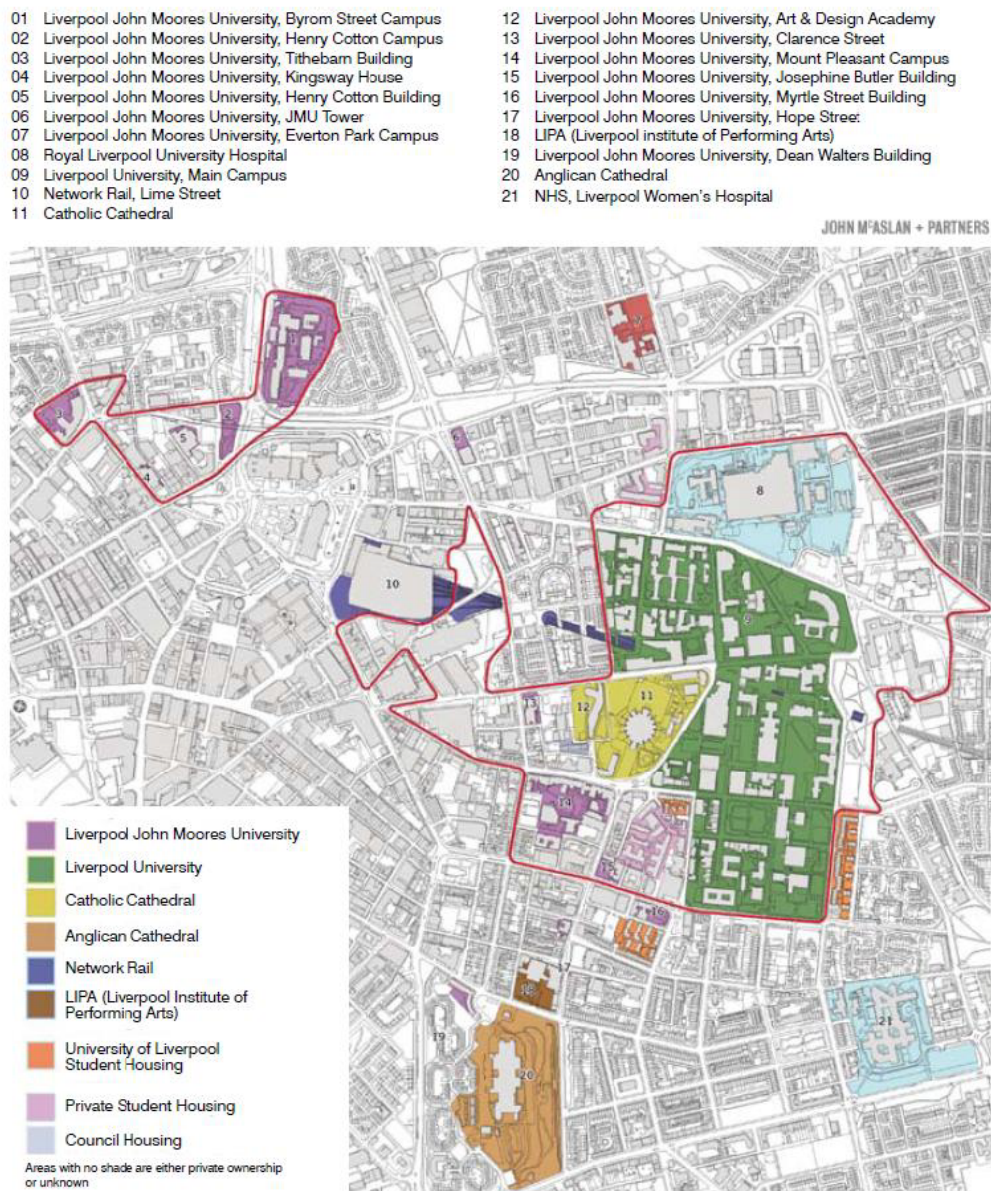 01 Liverpool John Moores University, Byrom Street Campus
02 Liverpool John Moores University, Henry Cotton Campus
03 Liverpool John Moores University, Tithebarn Building
04 Liverpool John Moores University, Kingsway House
05 Liverpool John Moores University, Henry Cotton Building
06 Liverpool John Moores University, JMU Tower
07 Liverpool John Moores University, Everton Park Campus
08 Royal Liverpool University Hospital
09 Liverpool University, Main Campus
10 Network Rail, Lime Street
11 Catholic Cathedral
12 Liverpool John Moores University, Art & Design Academy
13 Liverpool John Moores University, Clarence Street
14 Liverpool John Moores University, Mount Pleasant Campus
15 Liverpool John Moores University, Josephine Butler Building
16 Liverpool John Moores University, Myrtle Street Building
17 Liverpool John Moores University, Hope Street
18 LIPA (Liverpool institute of Performing Arts)
19 Liverpool John Moores University, Dean Walters Building
20 Anglican Cathedral
21 NHS, Liverpool Women's Hospital
JOHN McASLAN + PARTNERS
1
7
3
2
5
6
4
8
10
9
13
12
11
14
15
16
17
18
19
20
21
Liverpool John Moores University
Liverpool University
Catholic Cathedral
Anglican Cathedral
Network Rail
LIPA (Liverpool Institute of
Performing Arts)
University of Liverpool
Student Housing
Private Student Housing
Council Housing
Areas with no shade are either private ownership
or unknown